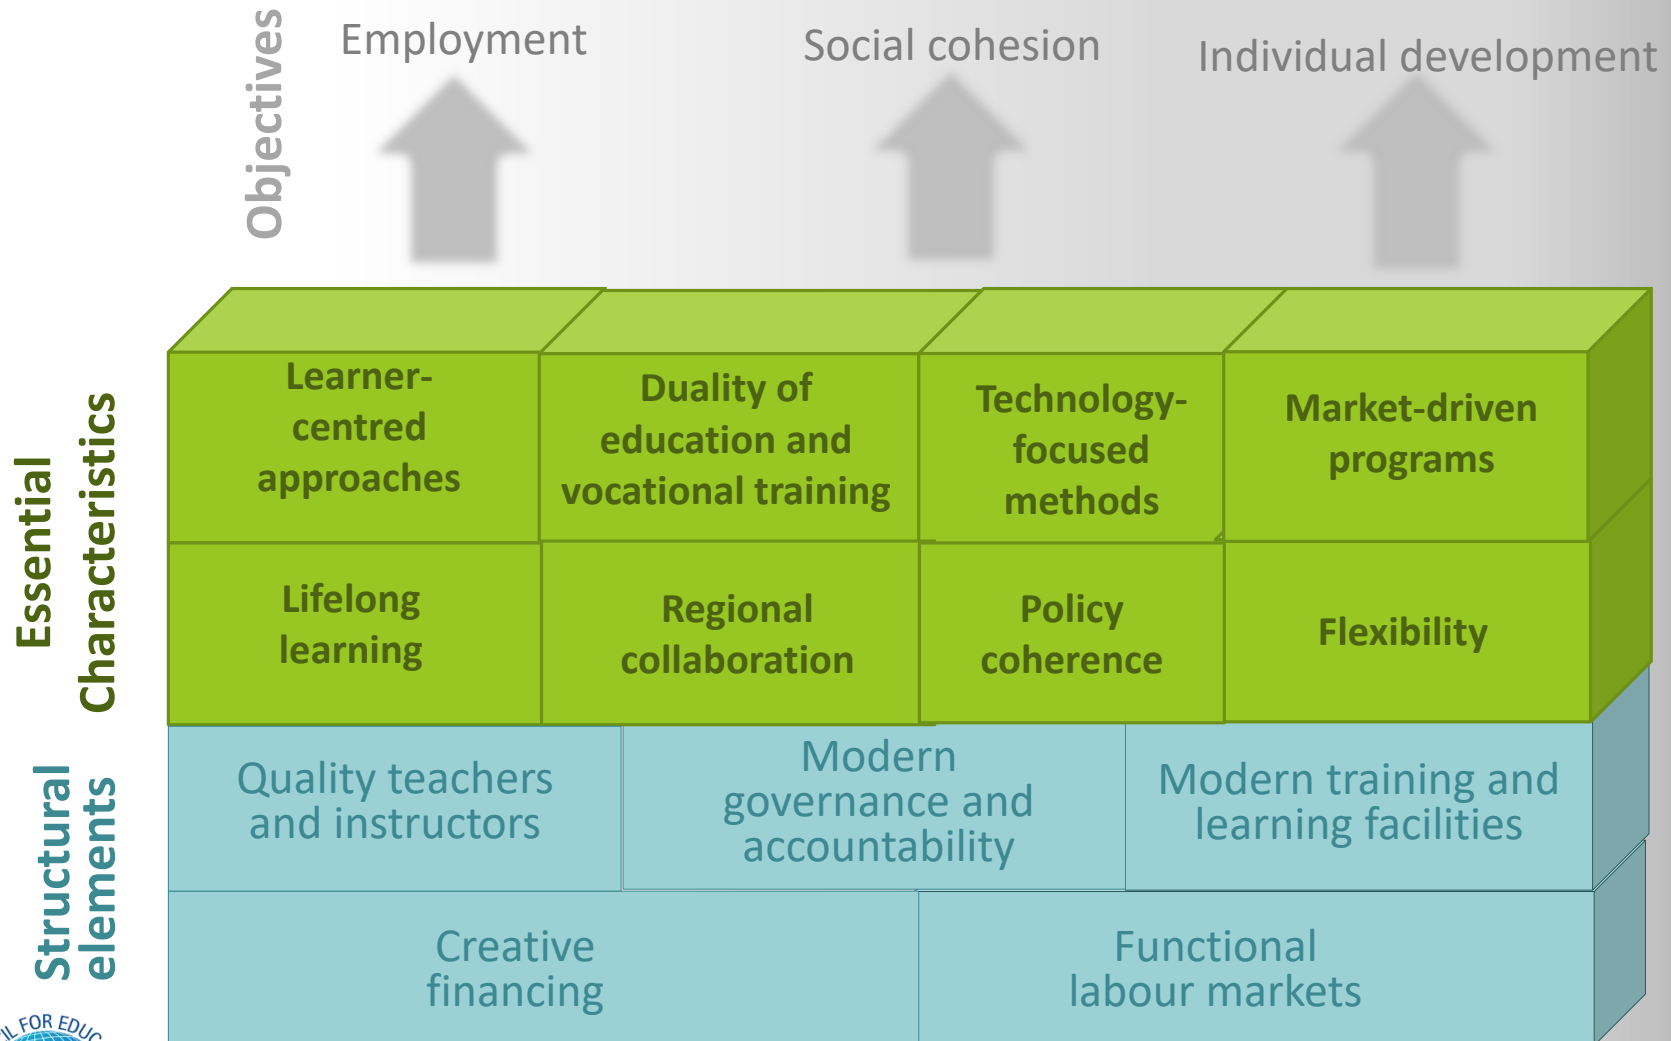 Objectives
Employment
Social cohesion
Individual development
Essential
Characteristics
Learner-
centred
approaches
Duality of
education and
vocational training
Technology-
focused
methods
Market-driven
programs
Lifelong
learning
Regional
collaboration
Policy
coherence
Flexibility
Structural
elements
Quality teachers
and instructors
Modern
governance and
accountability
Modern training and
learning facilities
Creative
financing
Functional
labour markets
FOR